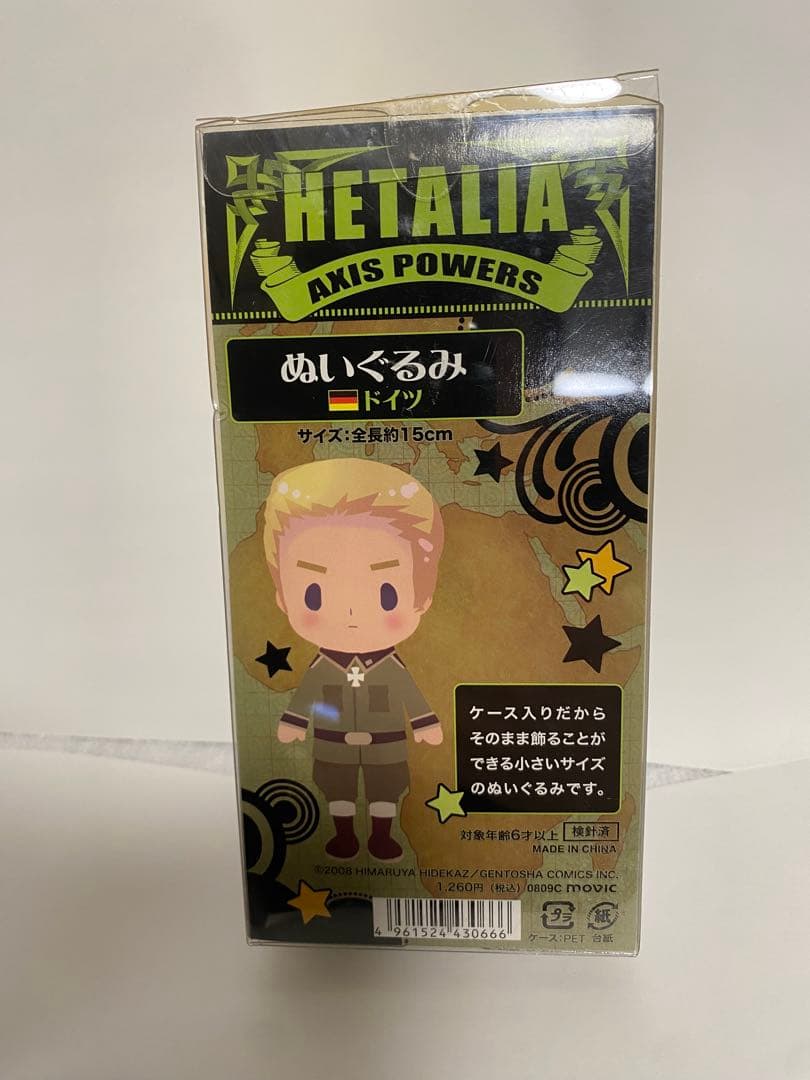 HETALIA
AXIS POWERS
ぬいぐるみ
ドイツ
サイズ:全長約15cm
ケース入りだから
そのまま飾ることが
できる小さいサイズ
のぬいぐるみです。
対象年齢6才以上 検針済
MADE IN CHINA
©2008 HIMARUYA HIDEKAZ/GENTOSHA COMICS INC.
1,260円(税込)0809C movic
4 961524 430666
プラ 紙
ケース:PET 台紙